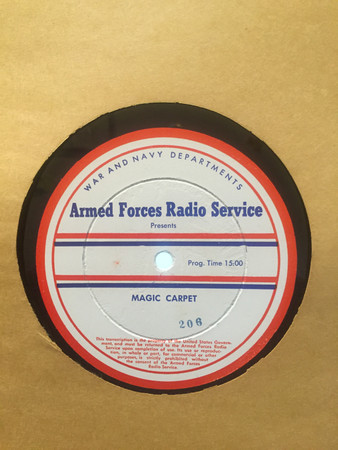 WAR AND NAVY DEPARTMENTS
Armed Forces Radio Service
Presents
Prog. Time 15:00
MAGIC CARPET
206
This transcription is the property of the United States Govern-
ment, and must be returned to the Armed Forces Radio
Service upon completion of use. Its use or reproduc-
tion, in whole or part, for commercial or other
purposes, is strictly prohibited without
the consent of the Armed Forces
Radio Service.